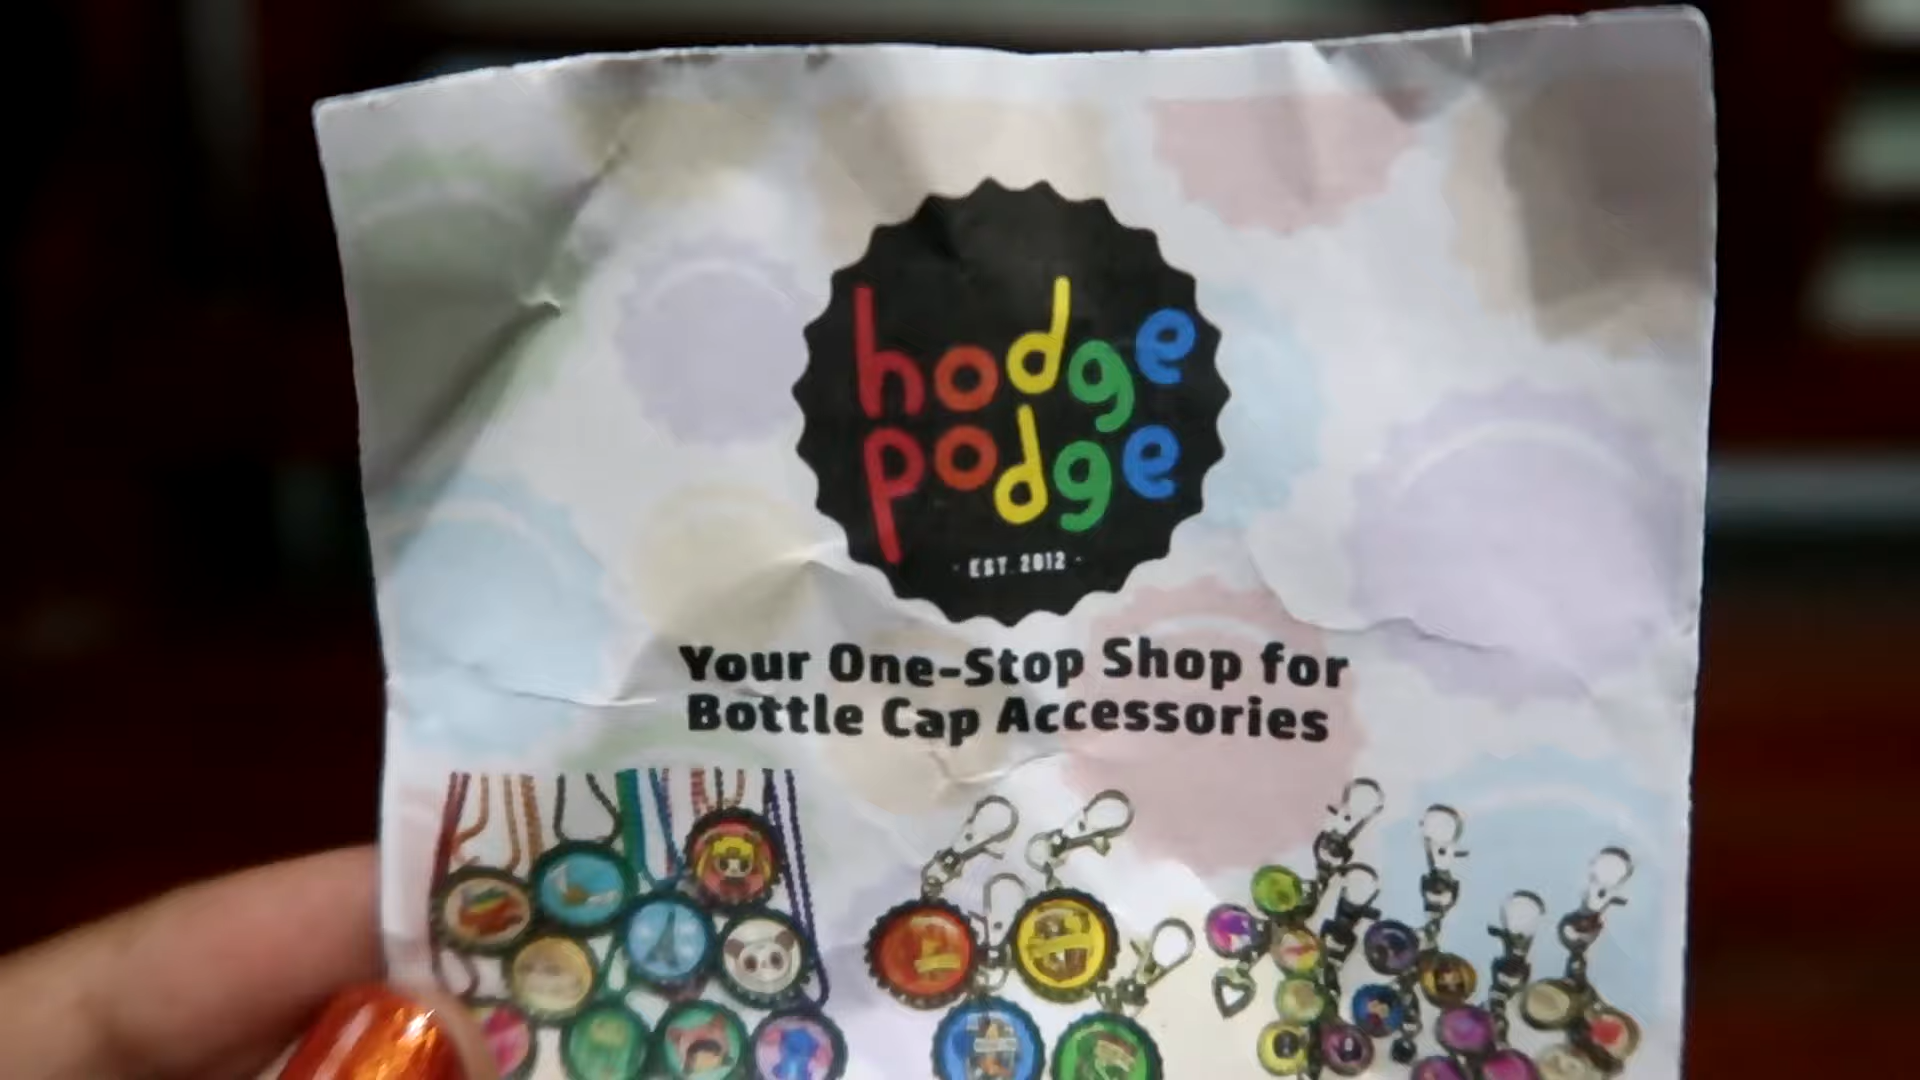 hodge
podge
- EST. 2012 -
Your One-Stop Shop for
Bottle Cap Accessories